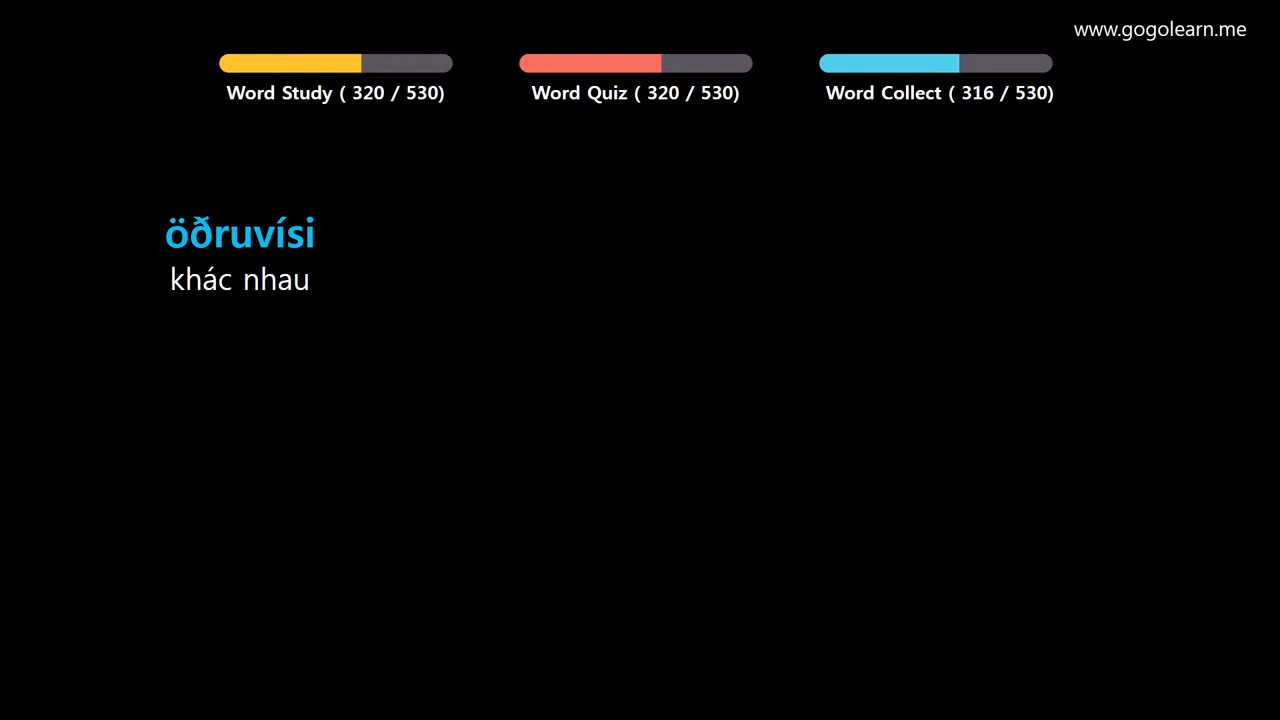 www.gogolearn.me
Word Study ( 320 / 530)
Word Quiz ( 320 / 530)
Word Collect ( 316 / 530)
öðruvísi
khác nhau